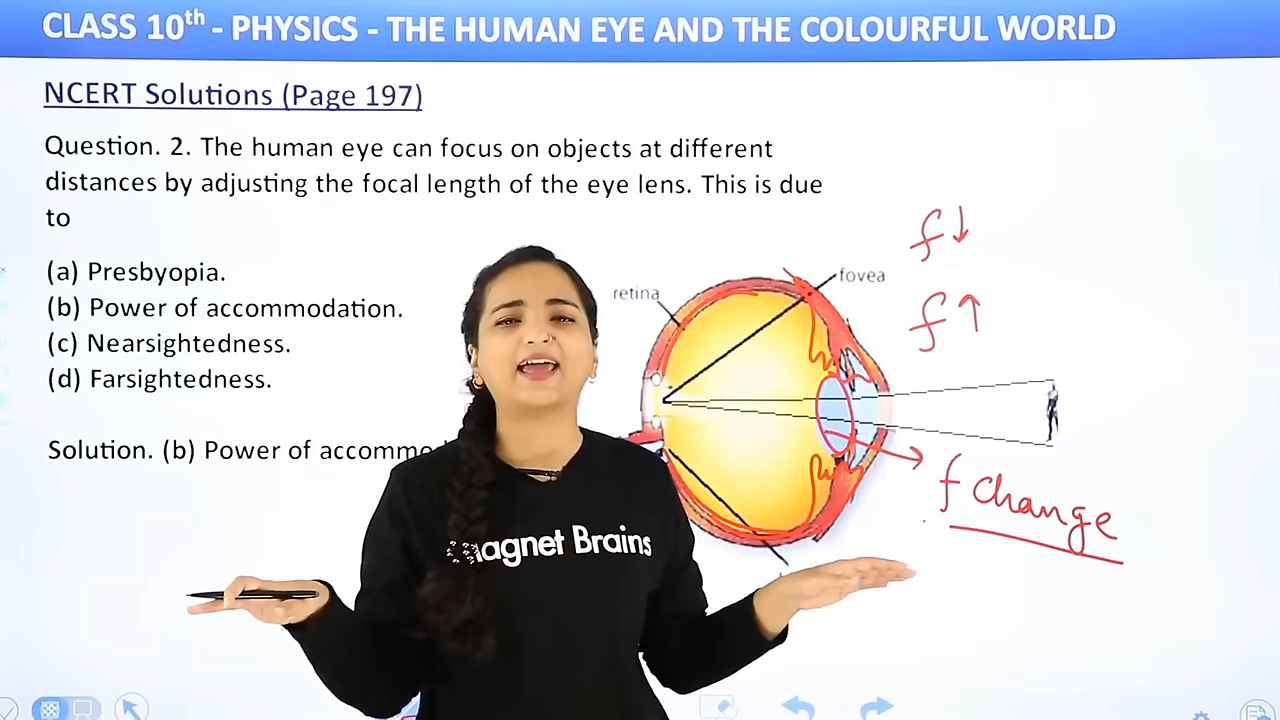 CLASS 10th - PHYSICS - THE HUMAN EYE AND THE COLOURFUL WORLD
NCERT Solutions (Page 197)
Question. 2. The human eye can focus on objects at different
distances by adjusting the focal length of the eye lens. This is due
to
(a) Presbyopia.
(b) Power of accommodation.
(c) Nearsightedness.
(d) Farsightedness.
Solution. (b) Power of accommo
retina
fovea
f↓
f↑
f change
Magnet Brains